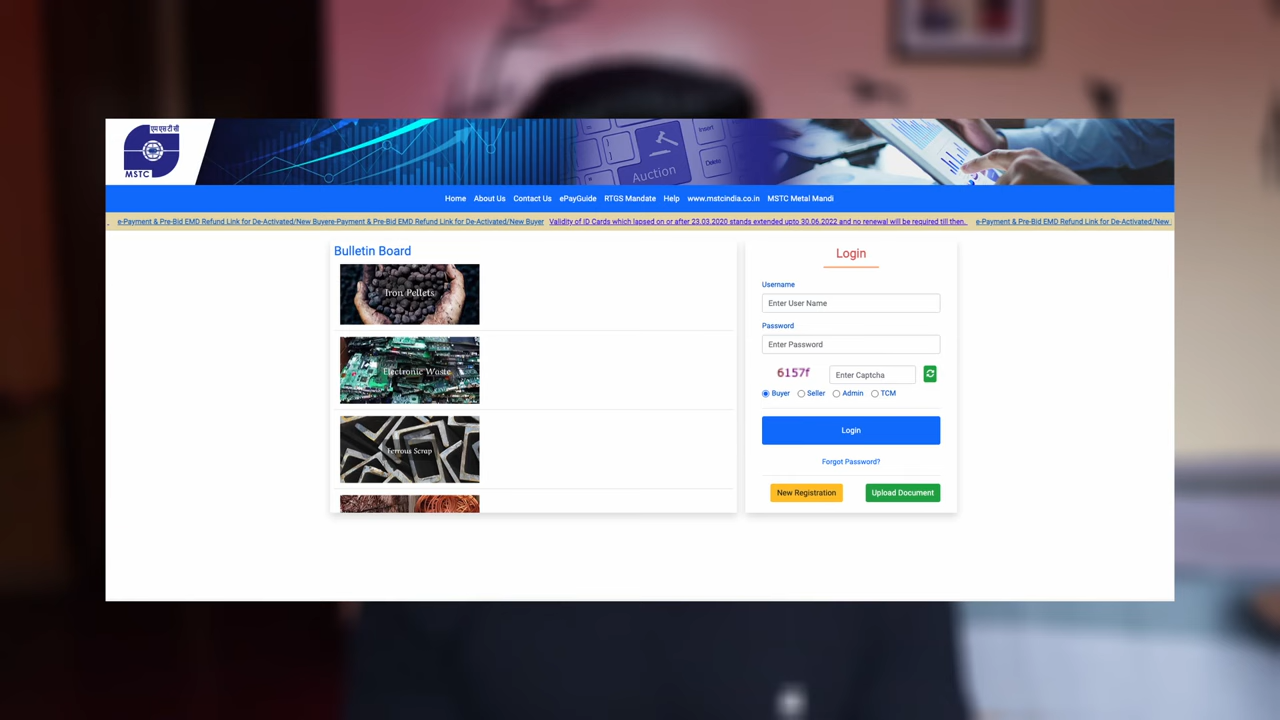 एम एस टी सी
MSTC
Insert
Delete
Auction
Home About Us Contact Us ePayGuide RTGS Mandate Help www.mstcindia.co.in MSTC Metal Mandi
e-Payment & Pre-Bid EMD Refund Link for De-Activated/New Buyere-Payment & Pre-Bid EMD Refund Link for De-Activated/New Buyer Validity of ID Cards which lapsed on or after 23.03.2020 stands extended upto 30.06.2022 and no renewal will be required till then. e-Payment & Pre-Bid EMD Refund Link for De-Activated/New
Bulletin Board
Iron Pellets
Electronic Waste
Ferrous Scrap
Login
Username
Enter User Name
Password
Enter Password
6157f Enter Captcha
Buyer Seller Admin TCM
Login
Forgot Password?
New Registration Upload Document